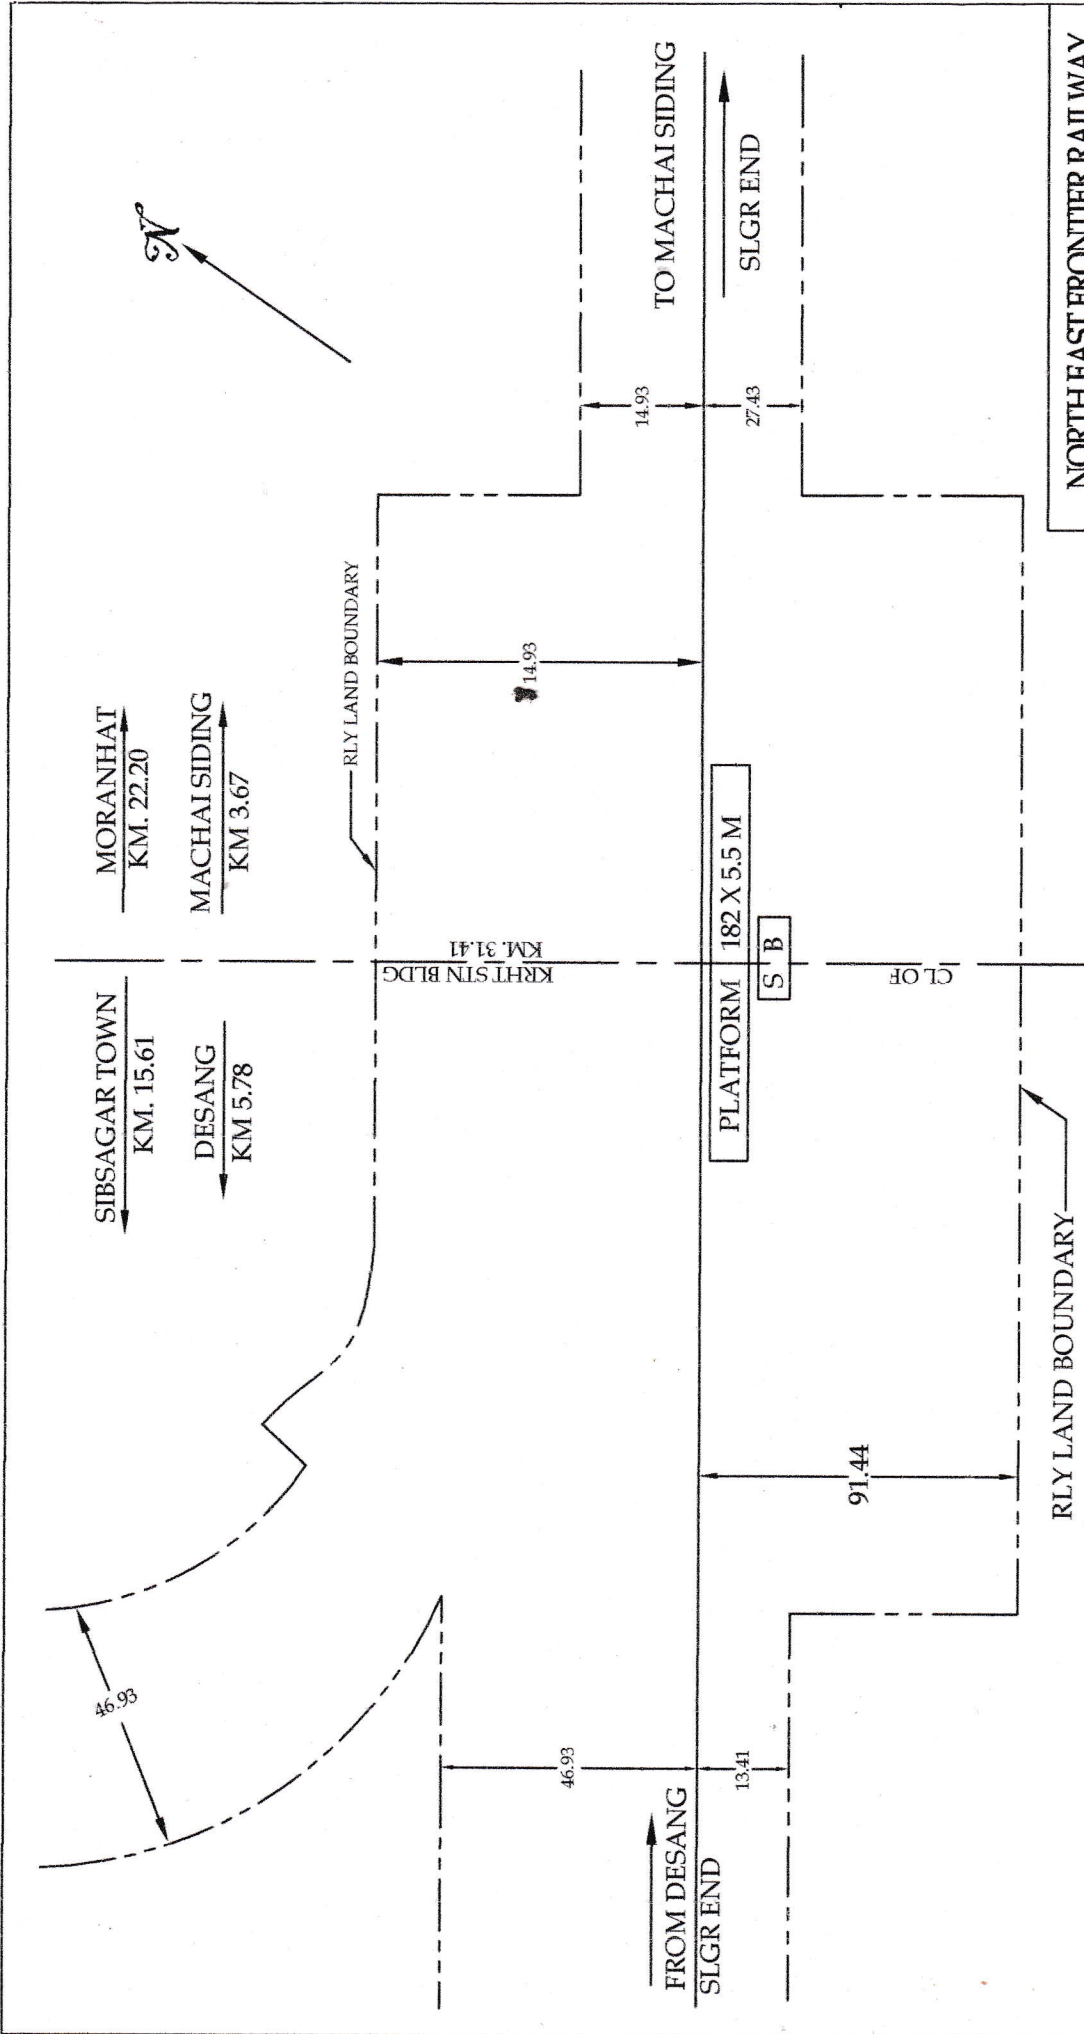 SIBSAGAR TOWN
KM. 15.61
MORANHAT
KM. 22.20
DESANG
KM 5.78
MACHAI SIDING
KM 3.67
N
46.93
RLY LAND BOUNDARY
KRHT STN BLDG
KM. 31.41
14.93
14.93
27.43
46.93
13.41
FROM DESANG
SLGR END
TO MACHAI SIDING
SLGR END
PLATFORM 182 X 5.5 M
S B
CL OF
91.44
RLY LAND BOUNDARY
NORTH EAST FRONTIER RAILWAY